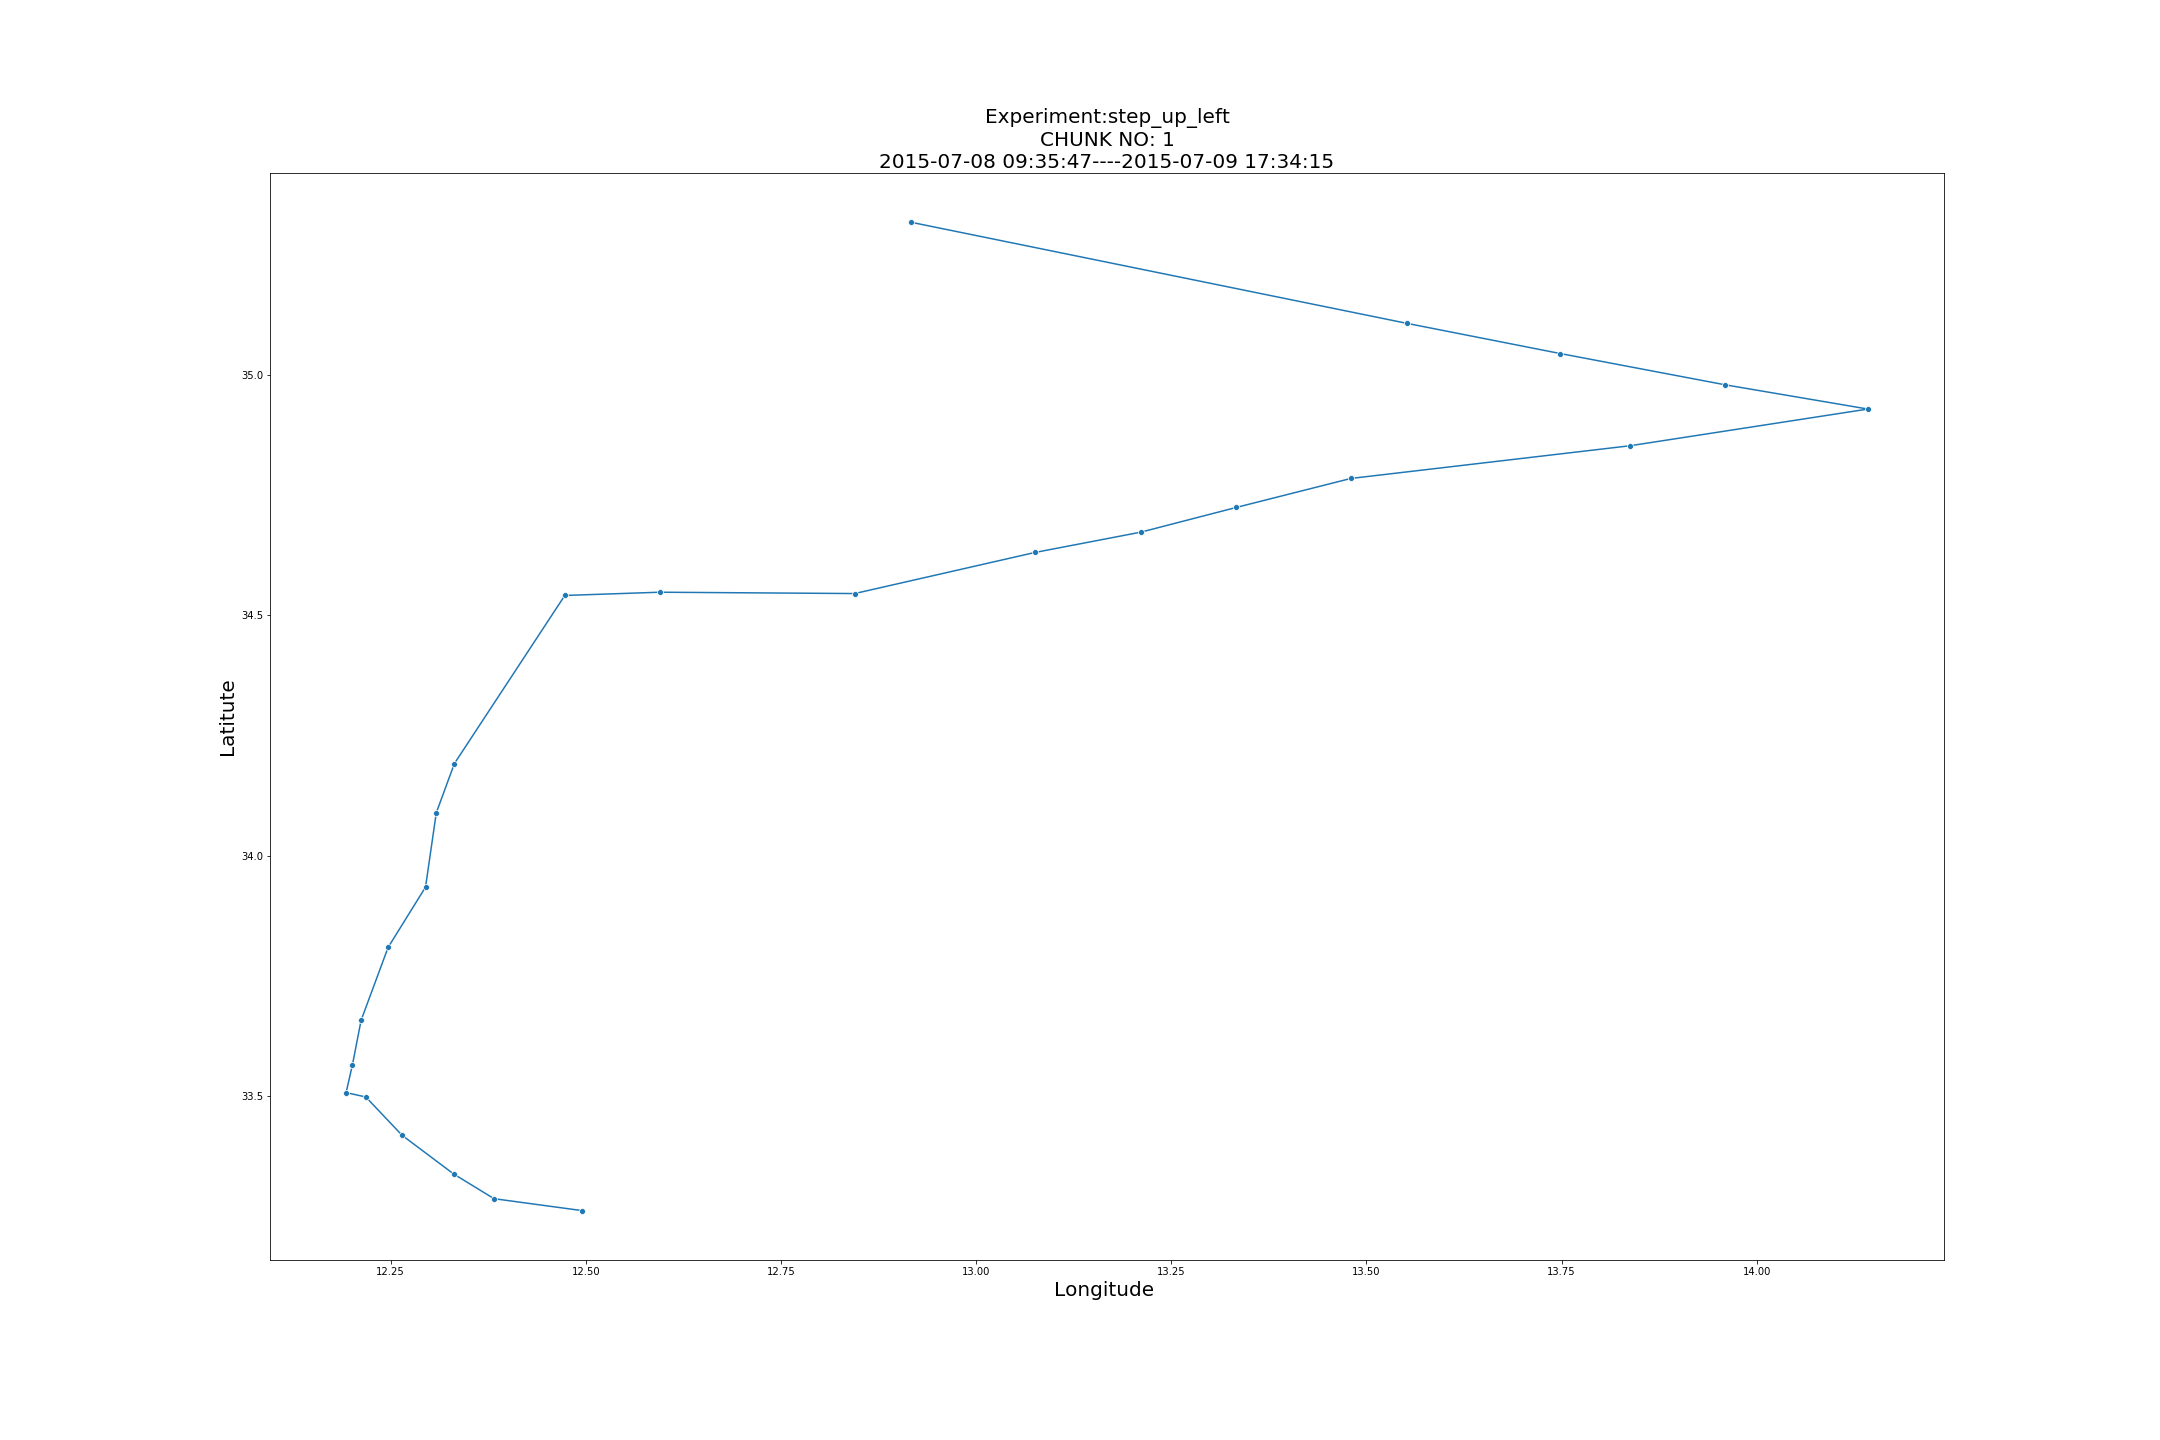 Experiment:step_up_left
CHUNK NO: 1
2015-07-08 09:35:47----2015-07-09 17:34:15
35.0
34.5
34.0
33.5
Latitute
12.25 12.50 12.75 13.00 13.25 13.50 13.75 14.00
Longitude